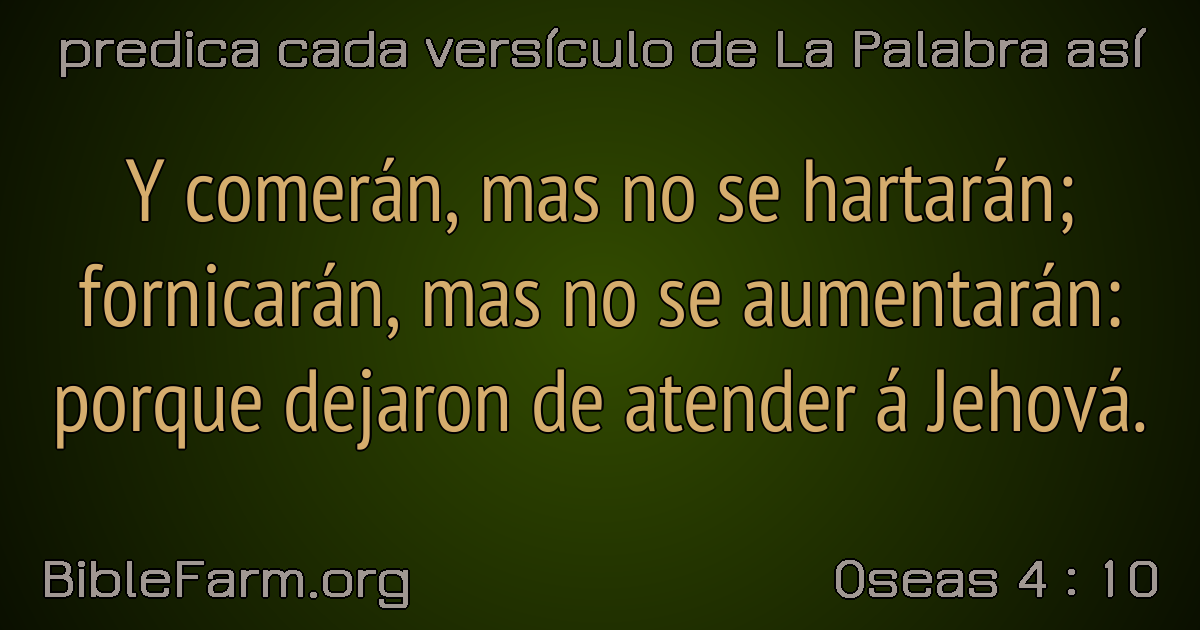 predica cada versículo de La Palabra así
Y comerán, mas no se hartarán;
fornicarán, mas no se aumentarán:
porque dejaron de atender á Jehová.
BibleFarm.org
Oseas 4 : 10